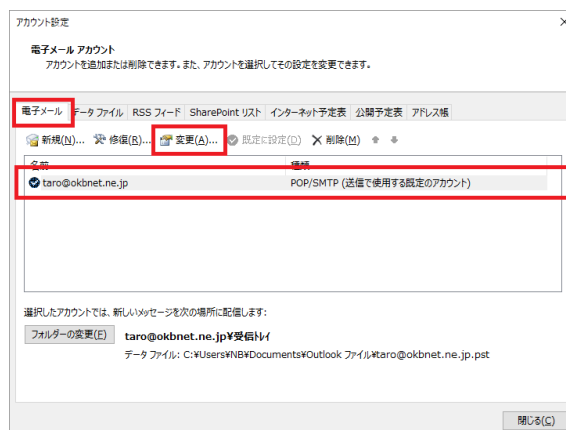 アカウント設定
電子メール アカウント
アカウントを追加または削除できます。また、アカウントを選択してその設定を変更できます。
電子メール データ ファイル RSS フィード SharePoint リスト インターネット予定表 公開予定表 アドレス帳
新規(N)... 修復(R)... 変更(A)... 既定に設定(D) 削除(M)
名前 種類
taro@okbnet.ne.jp POP/SMTP (送信で使用する既定のアカウント)
選択したアカウントでは、新しいメッセージを次の場所に配信します:
フォルダーの変更(F) taro@okbnet.ne.jp¥受信トレイ
データ ファイル: C:¥Users¥NB¥Documents¥Outlook ファイル¥taro@okbnet.ne.jp.pst
閉じる(C)